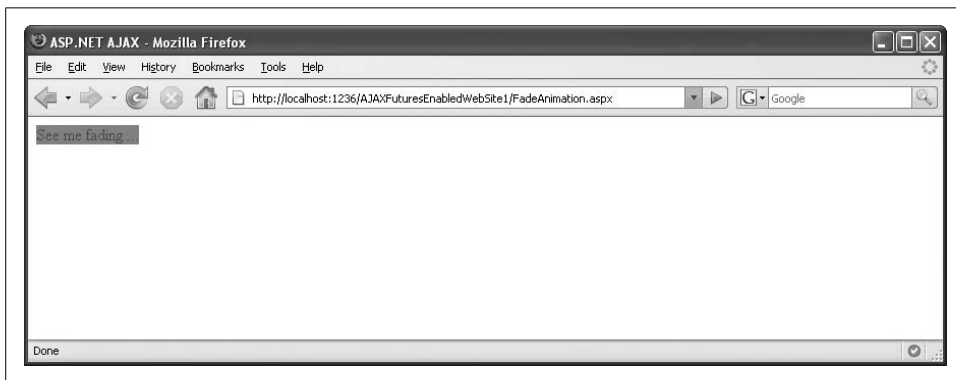 ASP.NET AJAX - Mozilla Firefox
File Edit View History Bookmarks Tools Help
http://localhost:1236/AJAXFuturesEnabledWebSite1/FadeAnimation.aspx G Google
See me fading ...
Done